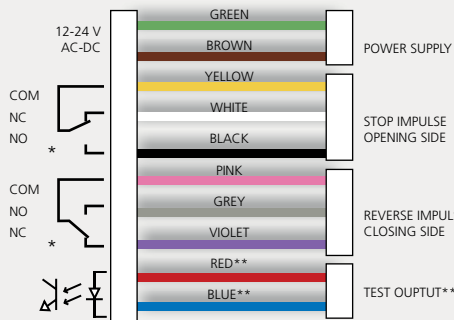 12-24 V
AC-DC
GREEN
BROWN
POWER SUPPLY
COM
NC
NO
*
YELLOW
WHITE
BLACK
STOP IMPULSE
OPENING SIDE
COM
NO
NC
*
PINK
GREY
VIOLET
REVERSE IMPUL
CLOSING SIDE
RED**
BLUE**
TEST OUPTUT**